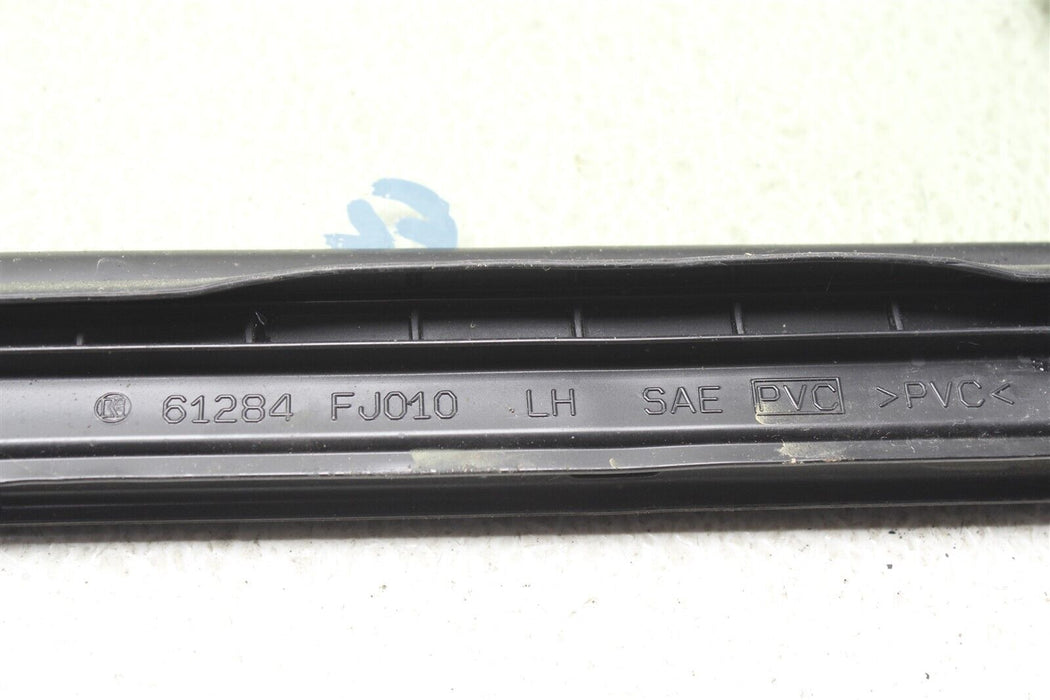 61284 FJ010 LH SAE PVC >PVC<